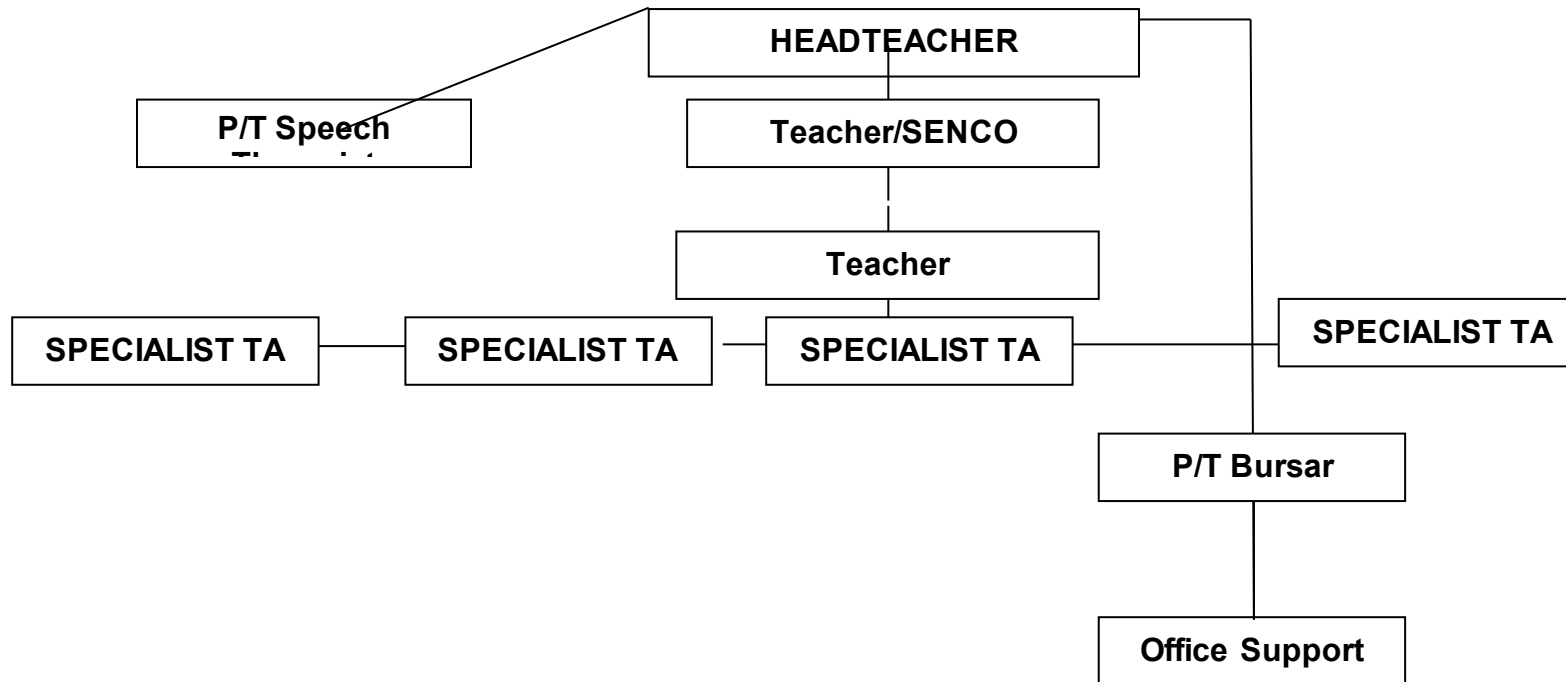 HEADTEACHER
P/T Speech
Teacher/SENCO
Teacher
SPECIALIST TA
SPECIALIST TA
SPECIALIST TA
SPECIALIST TA
P/T Bursar
Office Support